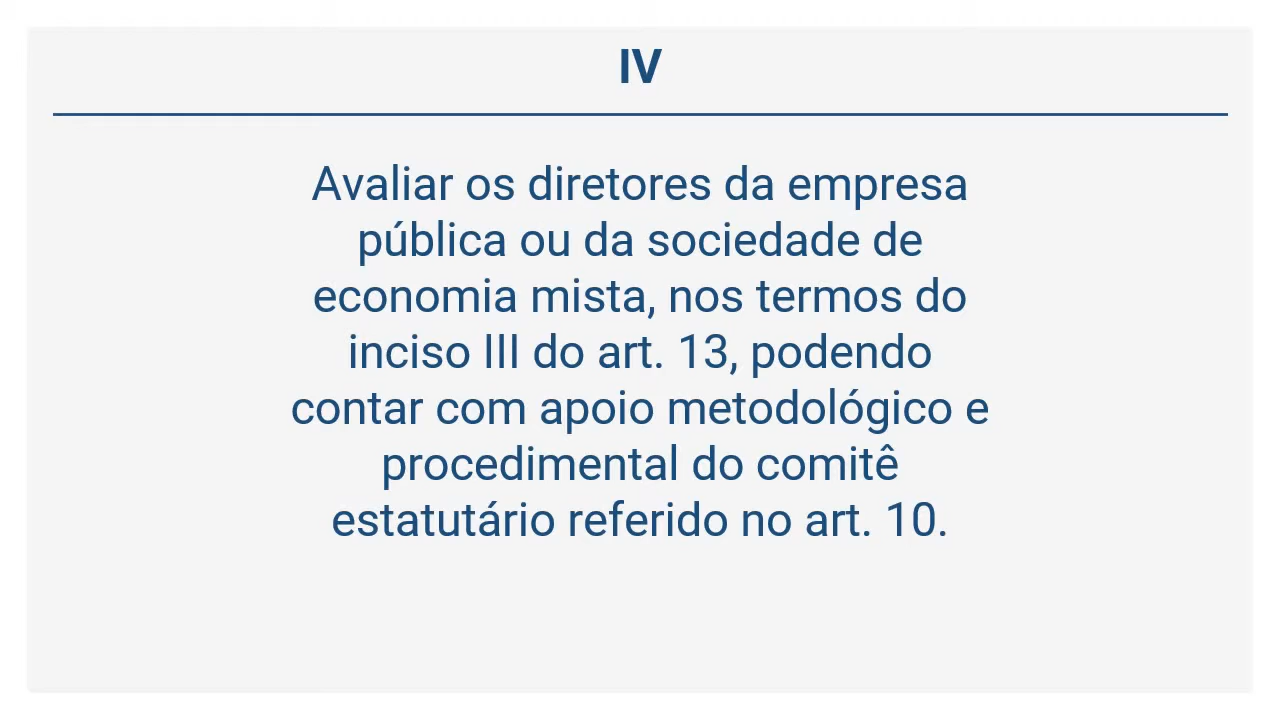 IV
Avaliar os diretores da empresa
pública ou da sociedade de
economia mista, nos termos do
inciso III do art. 13, podendo
contar com apoio metodológico e
procedimental do comitê
estatutário referido no art. 10.